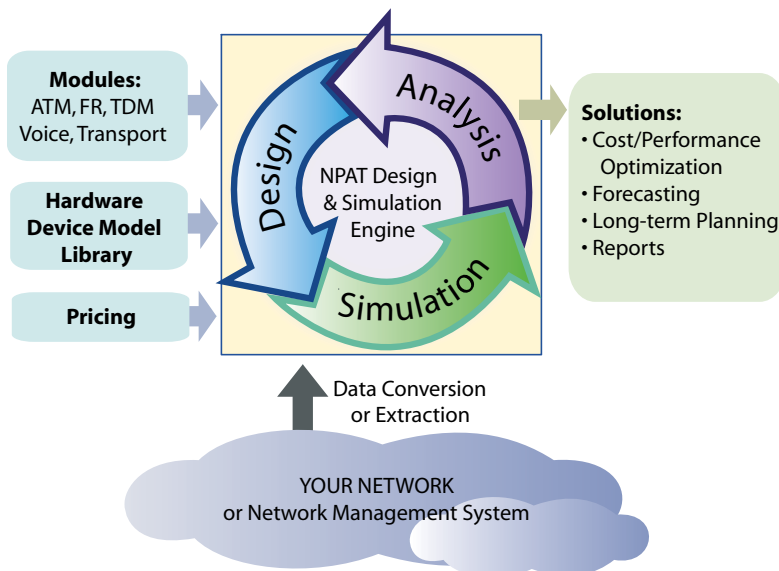 Modules:
ATM, FR, TDM
Voice, Transport
Hardware
Device Model
Library
Pricing
Design
Analysis
Simulation
NPAT Design
& Simulation
Engine
Solutions:
• Cost/Performance
Optimization
• Forecasting
• Long-term Planning
• Reports
Data Conversion
or Extraction
YOUR NETWORK
or Network Management System